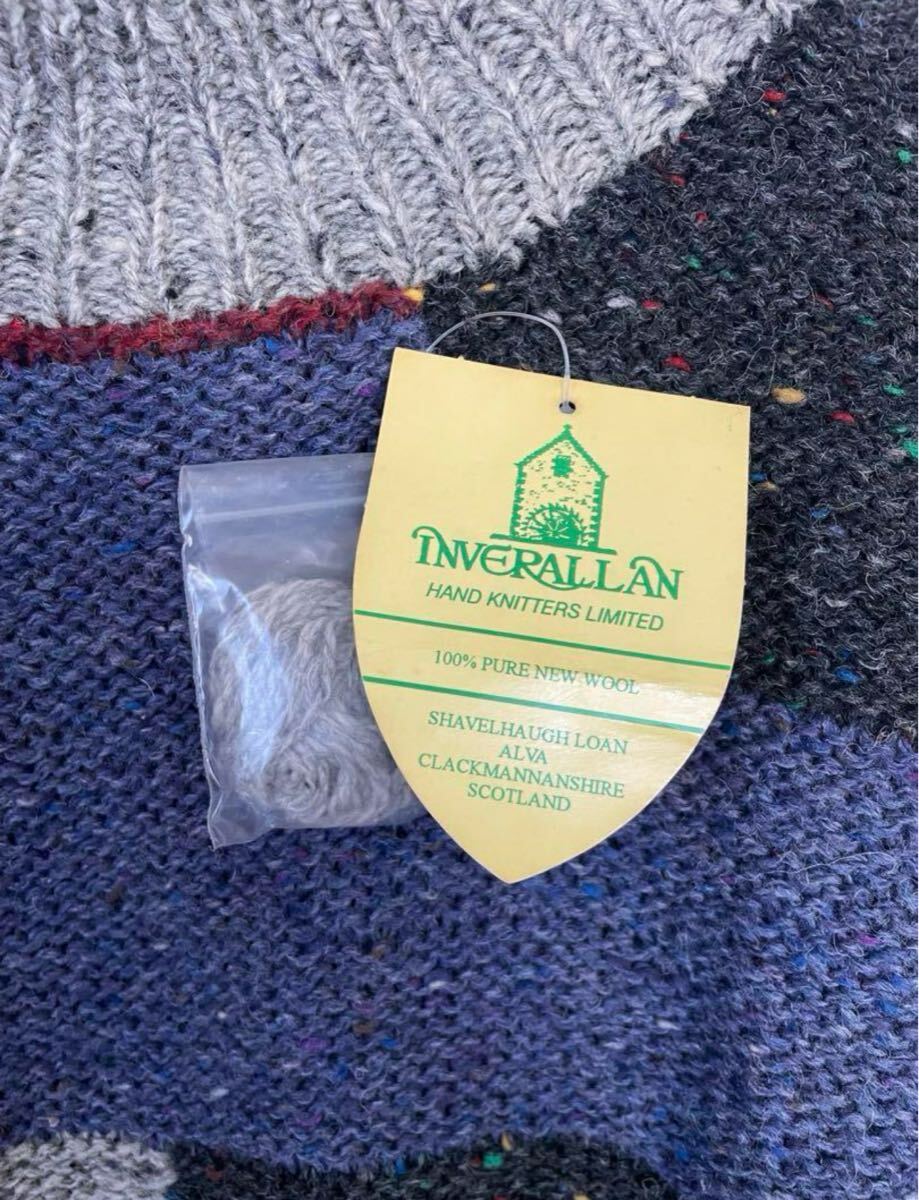 INVERALLAN
HAND KNITTERS LIMITED
100% PURE NEW WOOL
SHAVELHAUGH LOAN
ALVA
CLACKMANNANSHIRE
SCOTLAND